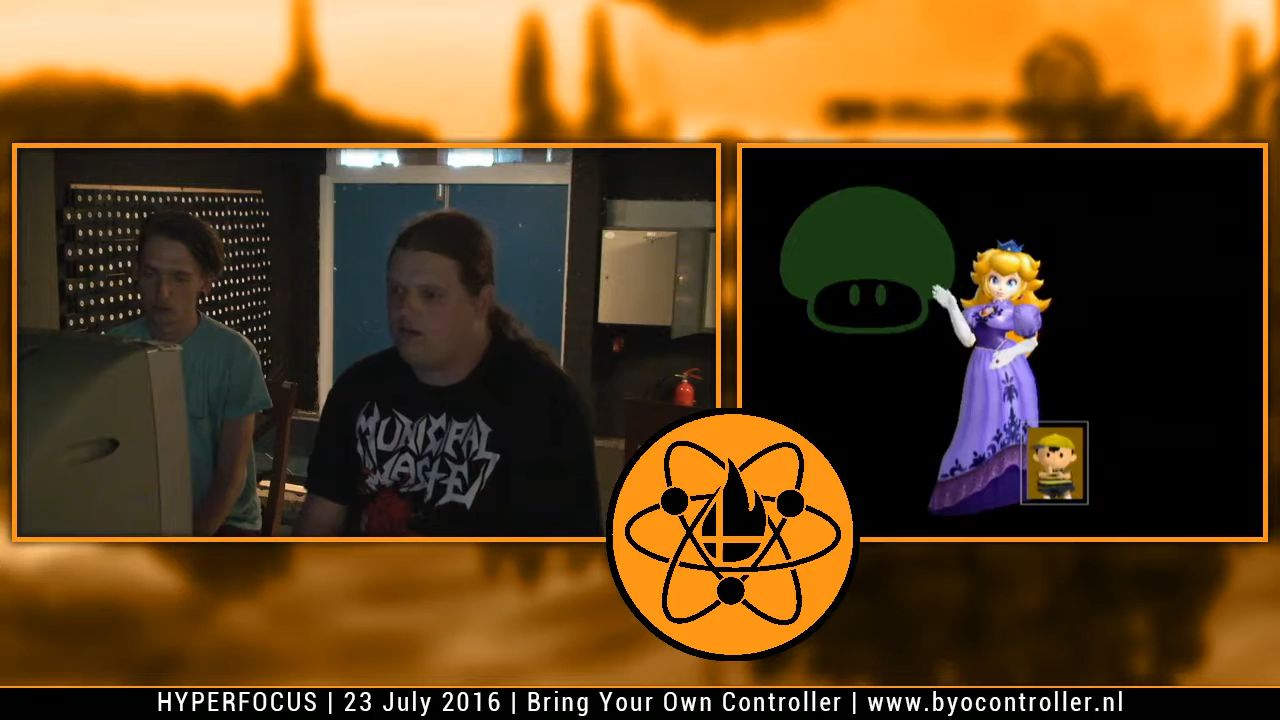 MUNICIPAL
WASTE
HYPERFOCUS | 23 July 2016 | Bring Your Own Controller | www.byocontroller.nl